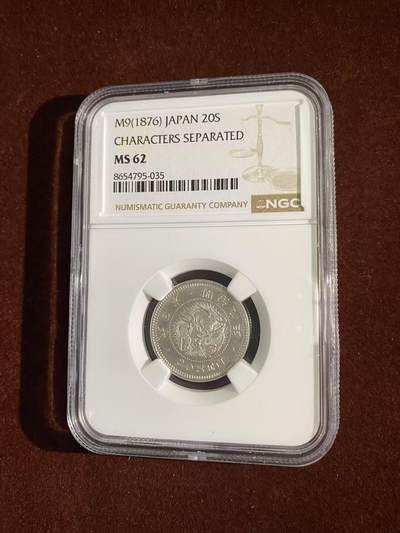 M9(1876) JAPAN 20S
CHARACTERS SEPARATED
MS 62
8654795-035
NUMISMATIC GUARANTY COMPANY
NGC